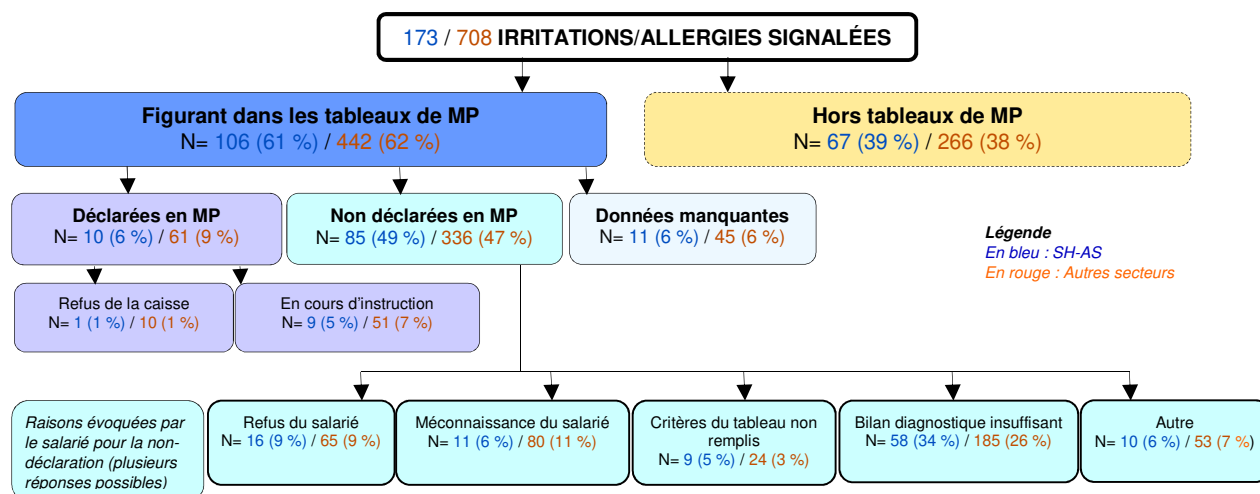 173 / 708 IRRITATIONS/ALLERGIES SIGNALÉES
Figurant dans les tableaux de MP
N= 106 (61 %) / 442 (62 %)
Hors tableaux de MP
N= 67 (39 %) / 266 (38 %)
Déclarées en MP
N= 10 (6 %) / 61 (9 %)
Non déclarées en MP
N= 85 (49 %) / 336 (47 %)
Données manquantes
N= 11 (6 %) / 45 (6 %)
Légende
En bleu : SH-AS
En rouge : Autres secteurs
Refus de la caisse
N= 1 (1 %) / 10 (1 %)
En cours d’instruction
N= 9 (5 %) / 51 (7 %)
Raisons évoquées par
le salarié pour la non-
déclaration (plusieurs
réponses possibles)
Refus du salarié
N= 16 (9 %) / 65 (9 %)
Méconnaissance du salarié
N= 11 (6 %) / 80 (11 %)
Critères du tableau non
remplis
N= 9 (5 %) / 24 (3 %)
Bilan diagnostique insuffisant
N= 58 (34 %) / 185 (26 %)
Autre
N= 10 (6 %) / 53 (7 %)